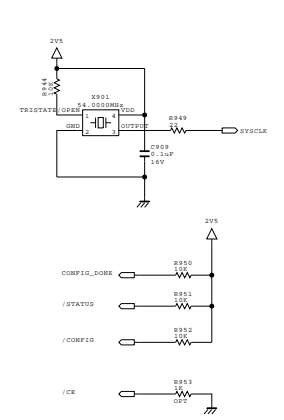 2V5
R944
10K
X901
54.0000MHz
TRISTATE/OPEN
1
4
VDD
GND
2
3
OUTPUT
R949
22
SYSCLK
C909
0.1uF
16V
2V5
CONFIG_DONE
R950
10K
/STATUS
R951
10K
/CONFIG
R952
10K
/CE
R953
1K
OPT